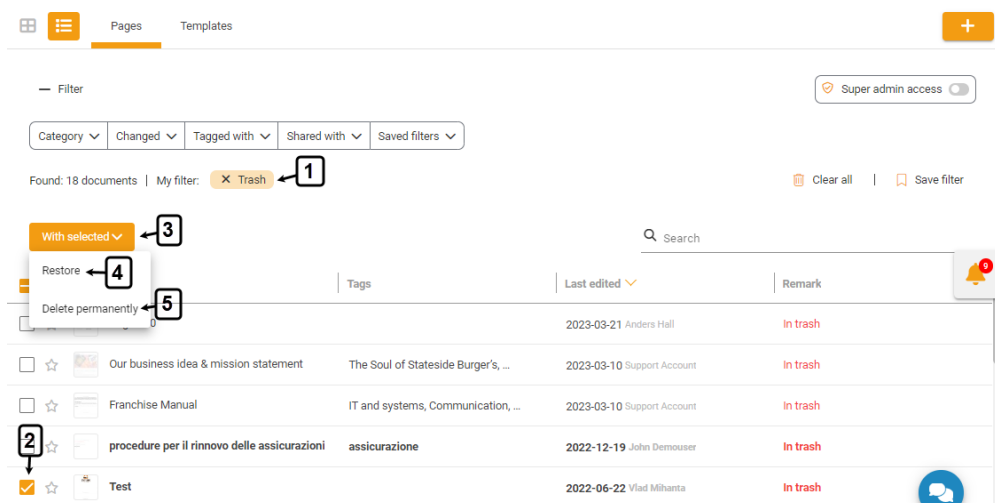 Pages
Templates
+
Filter
Super admin access
Category
Changed
Tagged with
Shared with
Saved filters
1
Found: 18 documents | My filter: × Trash
Clear all | Save filter
With selected
3
Search
Restore
4
9
Tags
Last edited
Remark
Delete permanently
5
2023-03-21 Anders Hall
In trash
Our business idea & mission statement
The Soul of Stateside Burger's, ...
2023-03-10 Support Account
In trash
Franchise Manual
IT and systems, Communication, ...
2023-03-10 Support Account
In trash
2
procedure per il rinnovo delle assicurazioni
assicurazione
2022-12-19 John Demouser
In trash
Test
2022-06-22 Vlad Mihanta
In trash